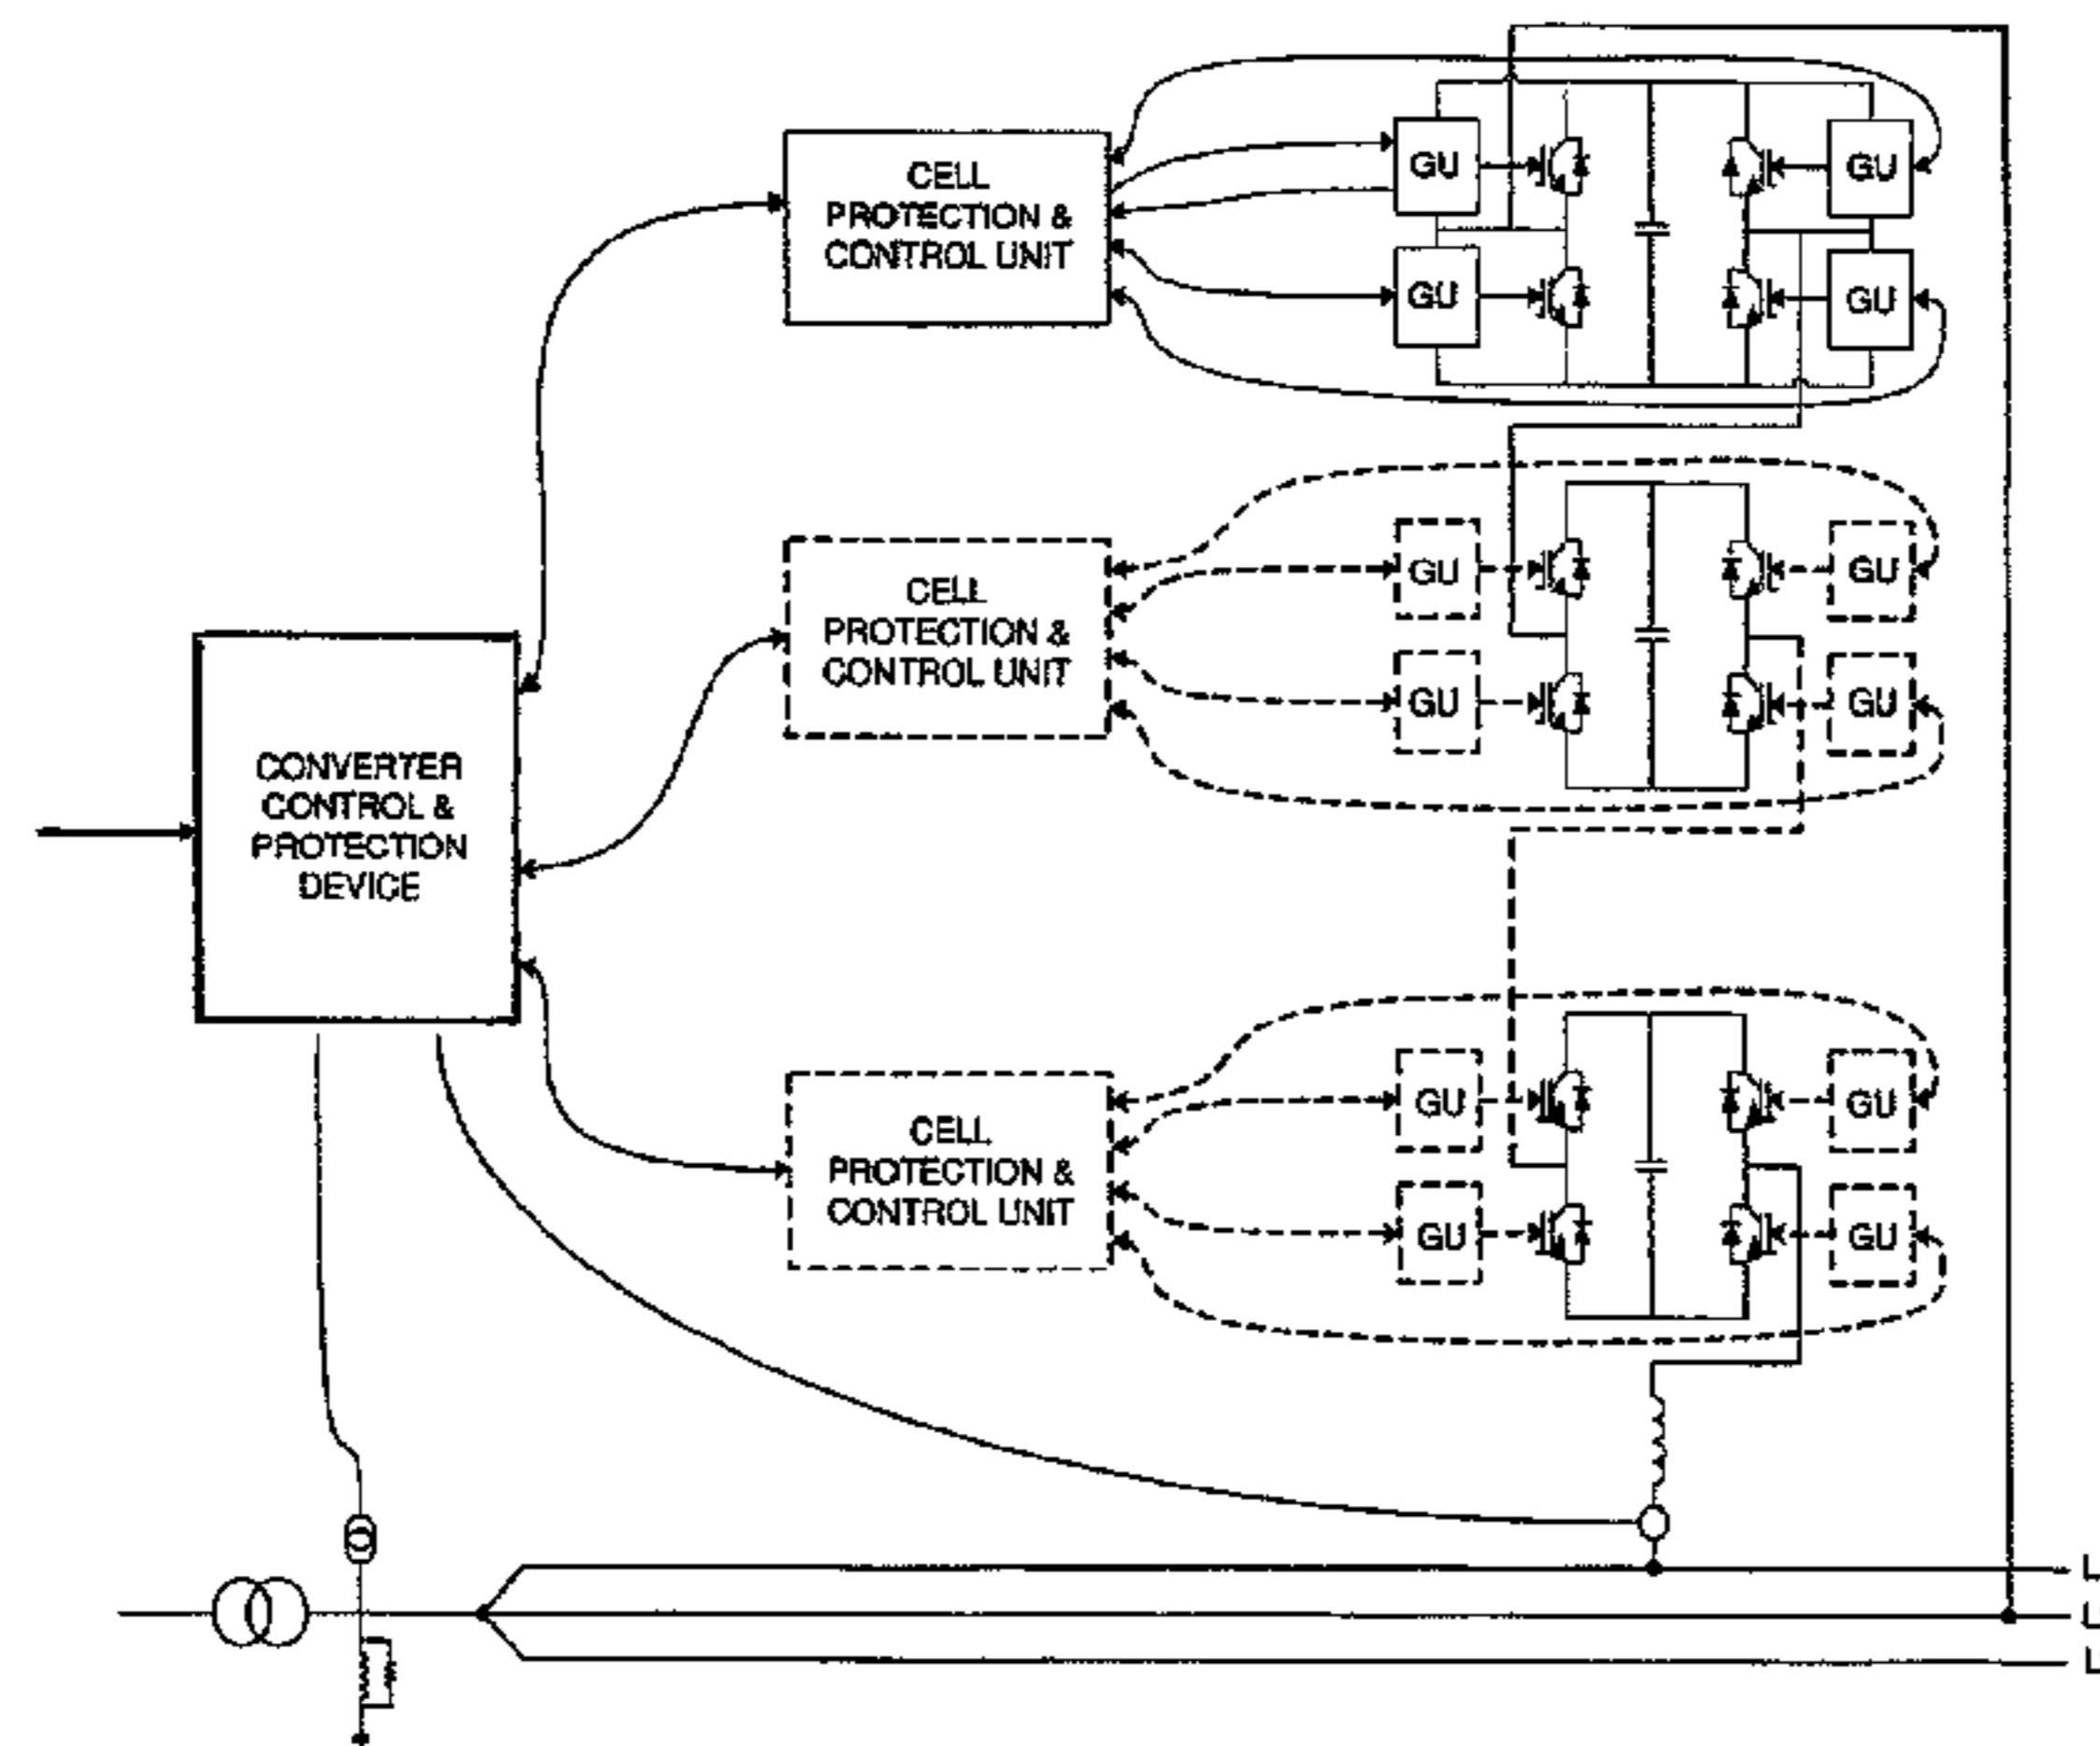 CELL
PROTECTION &
CONTROL UNIT
GU
GU
GU
GU
CELL
PROTECTION &
CONTROL UNIT
GU
GU
GU
GU
CONVERTER
CONTROL &
PROTECTION
DEVICE
CELL
PROTECTION &
CONTROL UNIT
GU
GU
GU
GU
L
L
L